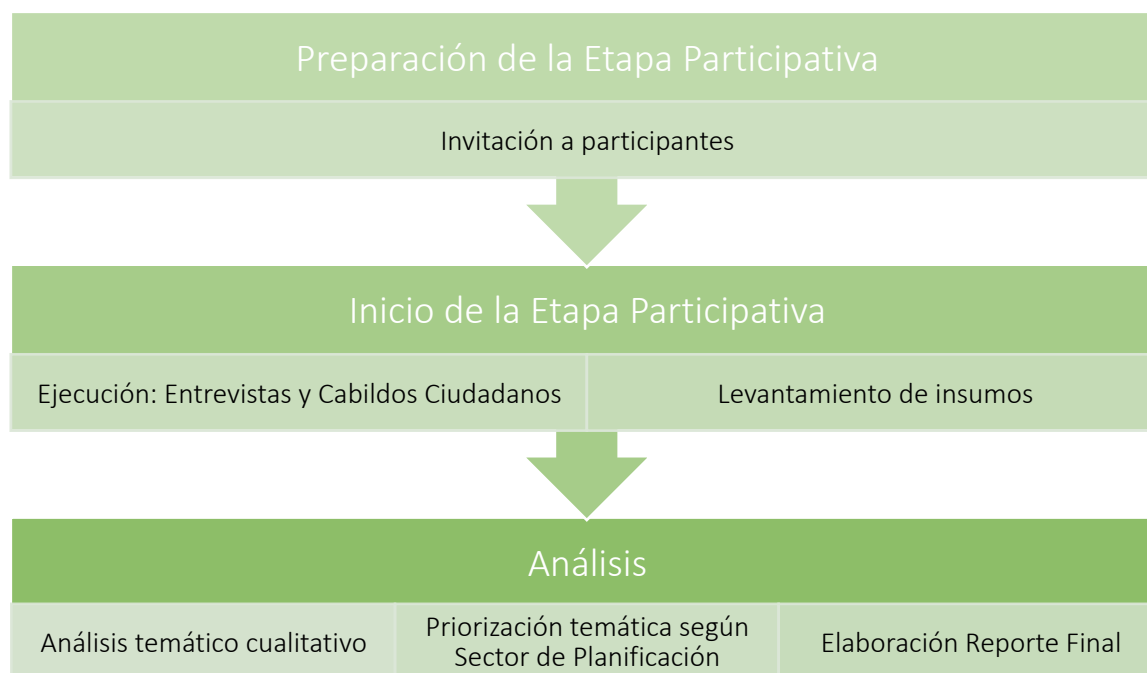 Preparación de la Etapa Participativa
Invitación a participantes
Inicio de la Etapa Participativa
Ejecución: Entrevistas y Cabildos Ciudadanos
Levantamiento de insumos
Análisis
Análisis temático cualitativo
Priorización temática según
Sector de Planificación
Elaboración Reporte Final